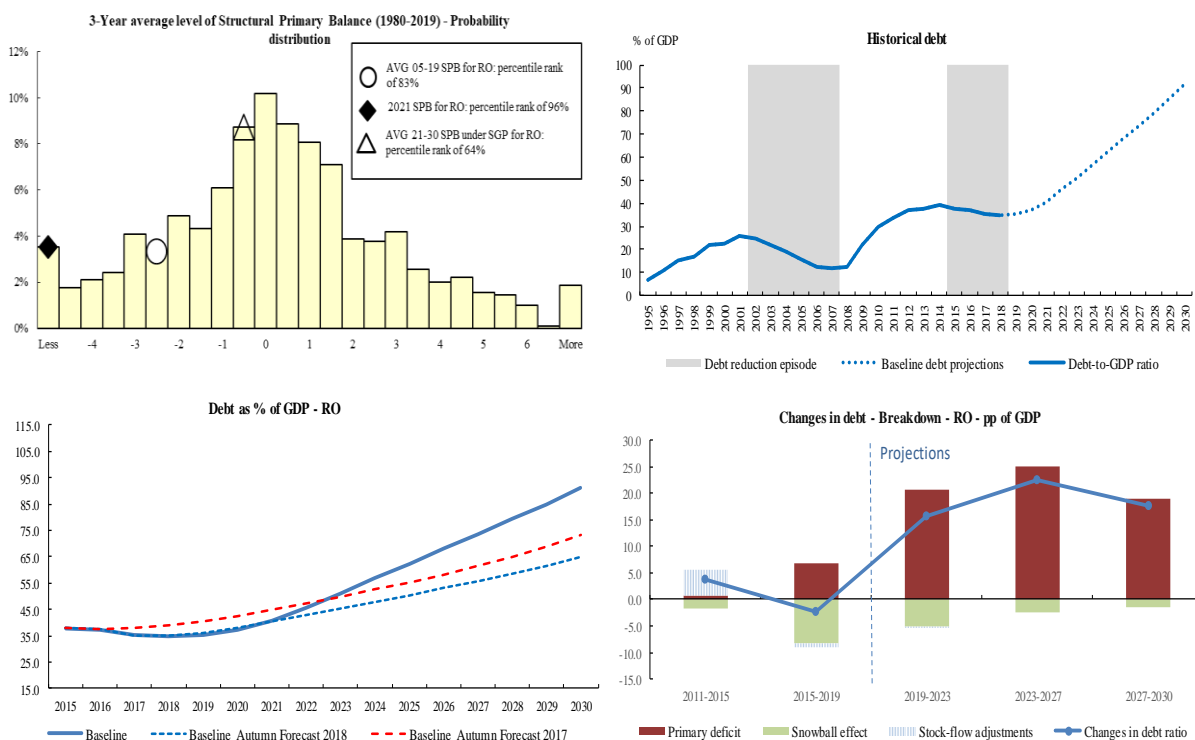 3-Year average level of Structural Primary Balance (1980-2019) - Probability
distribution
12%
10%
8%
6%
4%
2%
0%
AVG 05-19 SPB for RO: percentile rank
of 83%
2021 SPB for RO: percentile rank of 96%
AVG 21-30 SPB under SGP for RO:
percentile rank of 64%
Less -4 -3 -2 -1 0 1 2 3 4 5 6 More
% of GDP
Historical debt
100
90
80
70
60
50
40
30
20
10
0
1995 1996 1997 1998 1999 2000 2001 2002 2003 2004 2005 2006 2007 2008 2009 2010 2011 2012 2013 2014 2015 2016 2017 2018 2019 2020 2021 2022 2023 2024 2025 2026 2027 2028 2029 2030
Debt reduction episode Baseline debt projections Debt-to-GDP ratio
Debt as % of GDP - RO
115.0
105.0
95.0
85.0
75.0
65.0
55.0
45.0
35.0
25.0
15.0
2015 2016 2017 2018 2019 2020 2021 2022 2023 2024 2025 2026 2027 2028 2029 2030
Baseline Baseline_Autumn Forecast 2018 Baseline_Autumn Forecast 2017
Changes in debt - Breakdown - RO - pp of GDP
30.0
25.0
20.0
15.0
10.0
5.0
0.0
-5.0
-10.0
-15.0
Projections
2011-2015 2015-2019 2019-2023 2023-2027 2027-2030
Primary deficit Snowball effect Stock-flow adjustments Changes in debt ratio